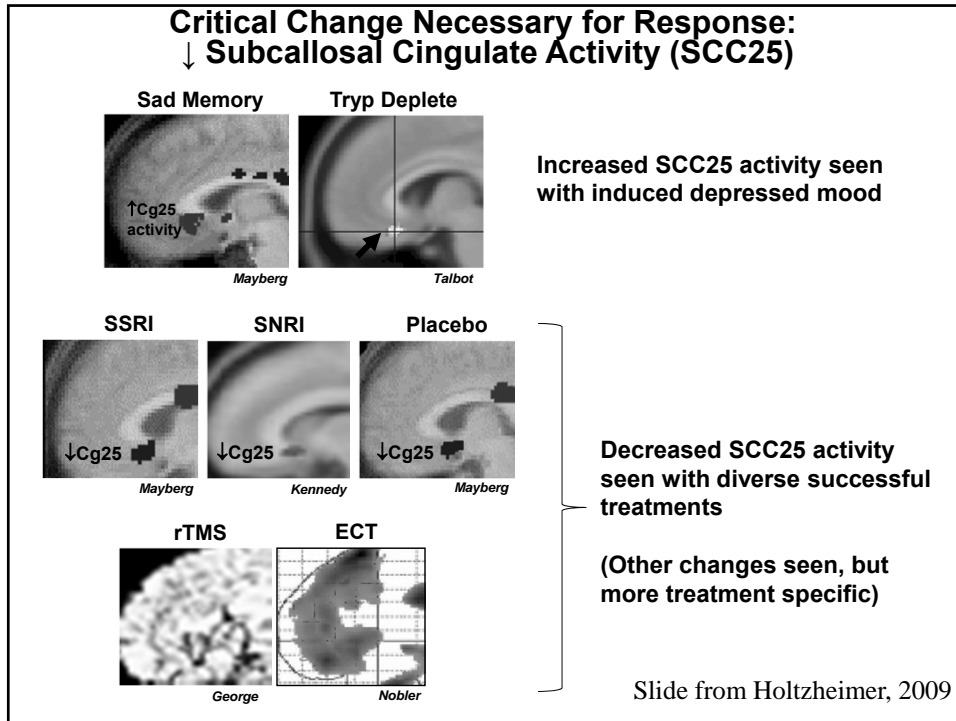 Critical Change Necessary for Response:
↓ Subcallosal Cingulate Activity (SCC25)
Sad Memory
Tryp Deplete
↑Cg25
activity
Mayberg
Talbot
Increased SCC25 activity seen
with induced depressed mood
SSRI
SNRI
Placebo
↓Cg25
↓Cg25
↓Cg25
Mayberg
Kennedy
Mayberg
rTMS
ECT
George
Nobler
Decreased SCC25 activity
seen with diverse successful
treatments
(Other changes seen, but
more treatment specific)
Slide from Holtzheimer, 2009